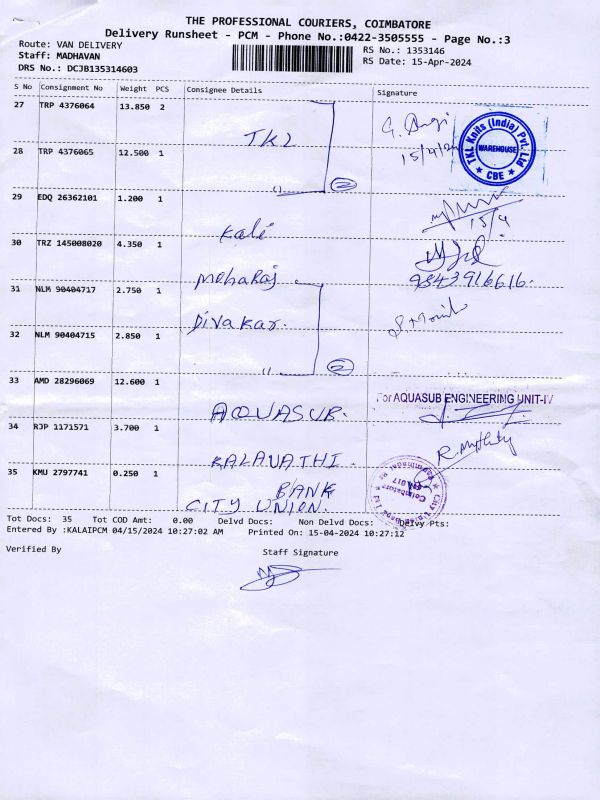 THE PROFESSIONAL COURIERS, COIMBATORE
Delivery Runsheet - PCM - Phone No.:0422-3505555 - Page No.:3
Route: VAN DELIVERY
RS No.: 1353146
Staff: MADHAVAN
RS Date: 15-Apr-2024
DRS No.: DCJB135314603
S No Consignment No Weight PCS Consignee Details Signature
27 TRP 4376064 13.850 2
TKL
15/4/24
TKL Knits (India) Pvt. Ltd
WAREHOUSE
★ CBE ★
28 TRP 4376065 12.500 1
2
29 EDQ 26362101 1.200 1
Kali
15/4
30 TRZ 145008020 4.350 1
Moharaj
9843916616.
31 NLM 90404717 2.750 1
Divakar.
32 NLM 90404715 2.850 1
2
33 AMD 28296069 12.600 1
AQUASUB.
For AQUASUB ENGINEERING UNIT-IV
34 RJP 1171571 3.700 1
KALAVATHI.
35 KMU 2797741 0.250 1
BANK
CITY UNION.
Tot Docs: 35 Tot COD Amt: 0.00 Delvd Docs: Non Delvd Docs: Delvy Pts:
Entered By :KALAIPCM 04/15/2024 10:27:02 AM Printed On: 15-04-2024 10:27:12
Verified By Staff Signature